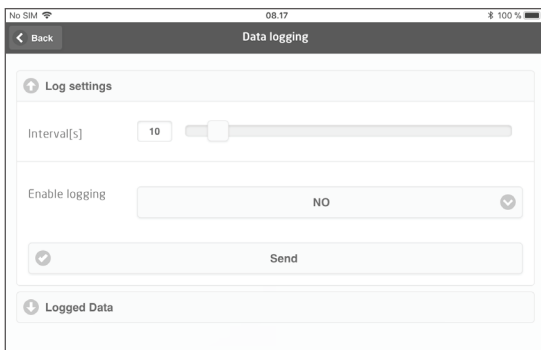 No SIM 08.17 100 %
Back Data logging
Log settings
Interval[s] 10
Enable logging NO
Send
Logged Data